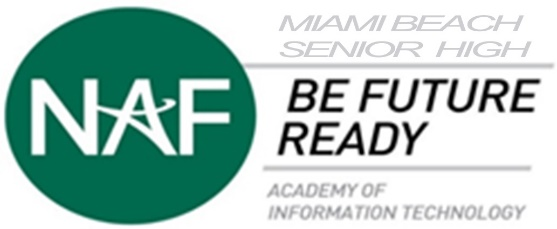 NAF
MIAMI BEACH
SENIOR HIGH
BE FUTURE
READY
ACADEMY OF
INFORMATION TECHNOLOGY